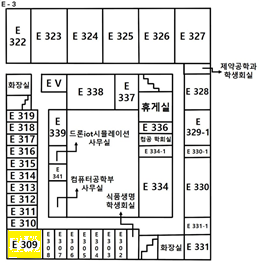 E - 3
E 322
E 323
E 324
E 325
E 326
E 327
제약공학과
학생회실
화장실
E V
E 338
E 337
휴게실
E 328
E 319
E 318
E 317
E 316
E 315
E 314
E 313
E 312
E 311
E 310
E 309
E 339
드론iot시뮬레이션
사무실
E 341
컴퓨터공학부
사무실
식품생명
학생회실
E 336
컴공 학회실
E 334-1
E 334
E 329-1
E 330-1
E 330
E 331-1
E 331
E 308
E 307
E 306
E 305
E 304
E 303
E 302
화장실